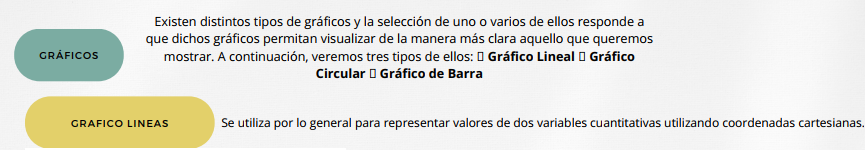 GRÁFICOS
Existen distintos tipos de gráficos y la selección de uno o varios de ellos responde a
que dichos gráficos permitan visualizar de la manera más clara aquello que queremos
mostrar. A continuación, veremos tres tipos de ellos: ▯ Gráfico Lineal ▯ Gráfico
Circular ▯ Gráfico de Barra
GRAFICO LINEAS
Se utiliza por lo general para representar valores de dos variables cuantitativas utilizando coordenadas cartesianas.